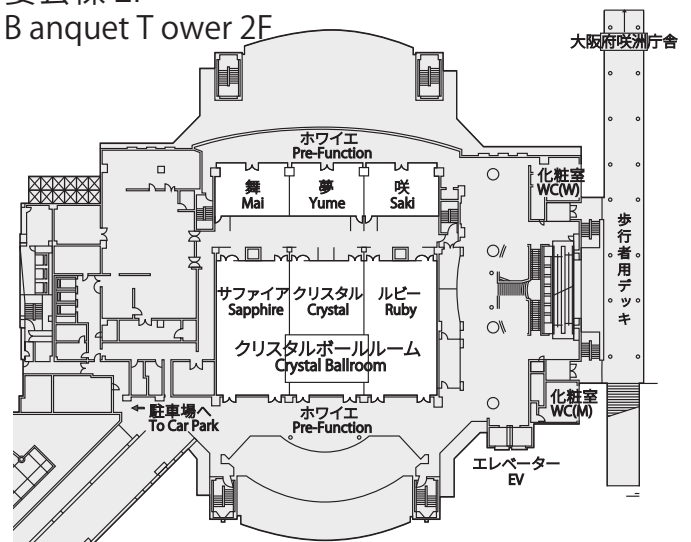 宴会棟 2F
B anquet T ower 2F
大阪府咲洲庁舎
ホワイエ
Pre-Function
舞
Mai
夢
Yume
咲
Saki
化粧室
WC(W)
歩行者用デッキ
サファイア
Sapphire
クリスタル
Crystal
ルビー
Ruby
クリスタルボールルーム
Crystal Ballroom
← 駐車場へ
To Car Park
ホワイエ
Pre-Function
化粧室
WC(M)
エレベーター
EV